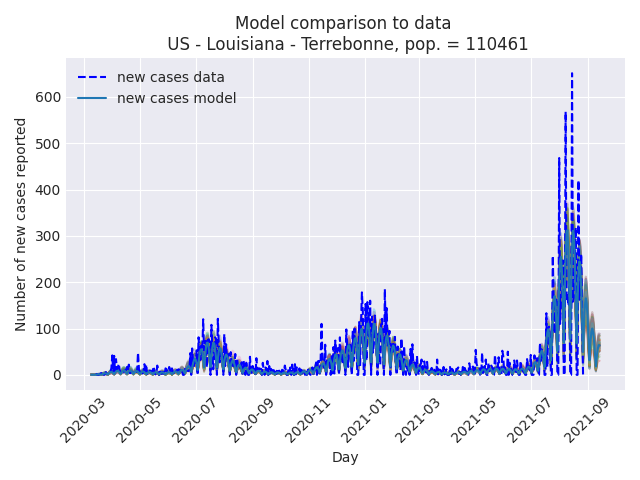 Model comparison to data
US - Louisiana - Terrebonne, pop. = 110461
new cases data
new cases model
Number of new cases reported
600
500
400
300
200
100
0
2020-03
2020-05
2020-07
2020-09
2020-11
2021-01
2021-03
2021-05
2021-07
2021-09
Day